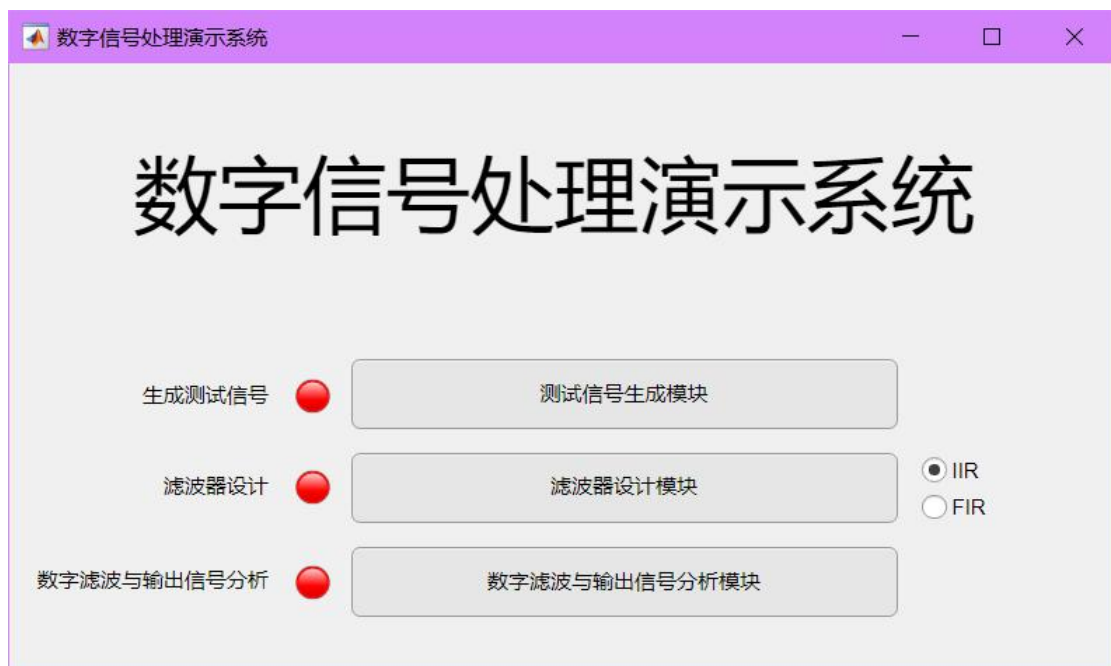 数字信号处理演示系统
数字信号处理演示系统
生成测试信号
测试信号生成模块
滤波器设计
滤波器设计模块
IIR
FIR
数字滤波与输出信号分析
数字滤波与输出信号分析模块